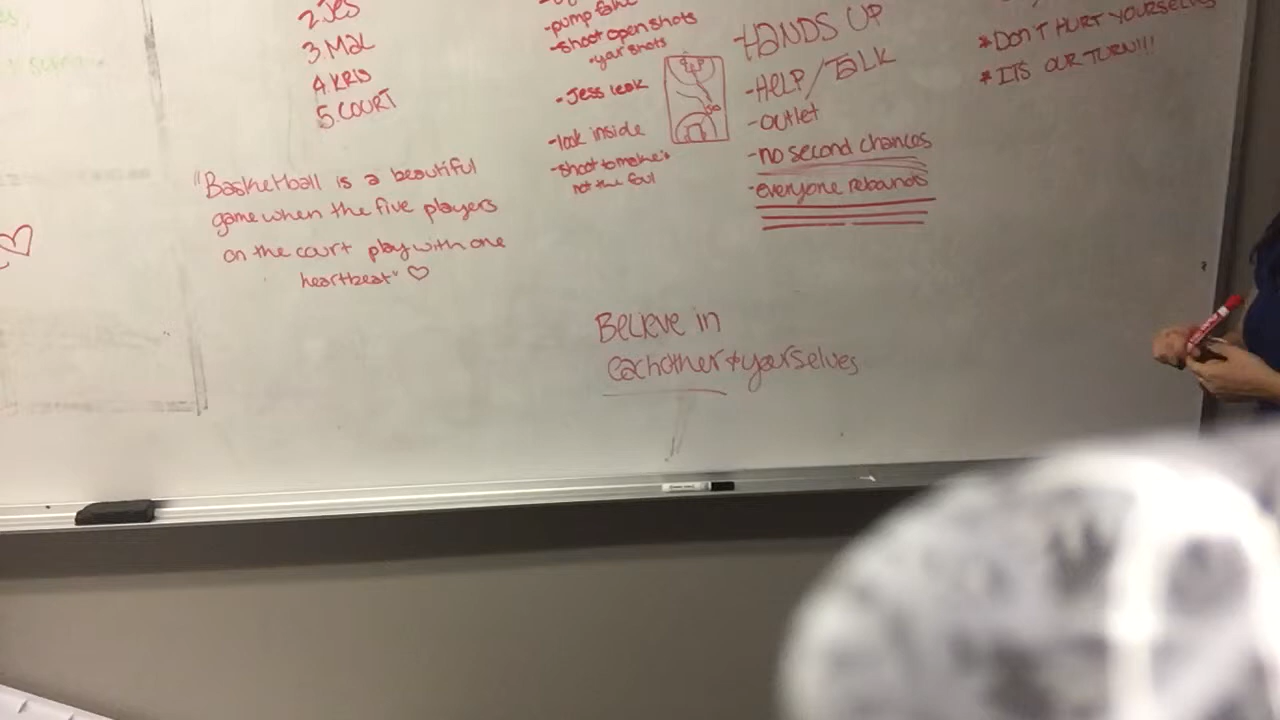 2.JES
3.Mal
4.KRIS
5.COURT
"Basketball is a beautiful
game when the five players
on the court play with one
heartbeat"
-pump fake
-shoot open shots
*your shots
-Jess leak
-look inside
-shoot to make it
not the foul
-HANDS UP
-HELP/TALK
-outlet
-no second chances
-everyone rebounds
*DON'T HURT YOURSELVES
*ITS OUR TURN!!!
Believe in
eachother+yourselves